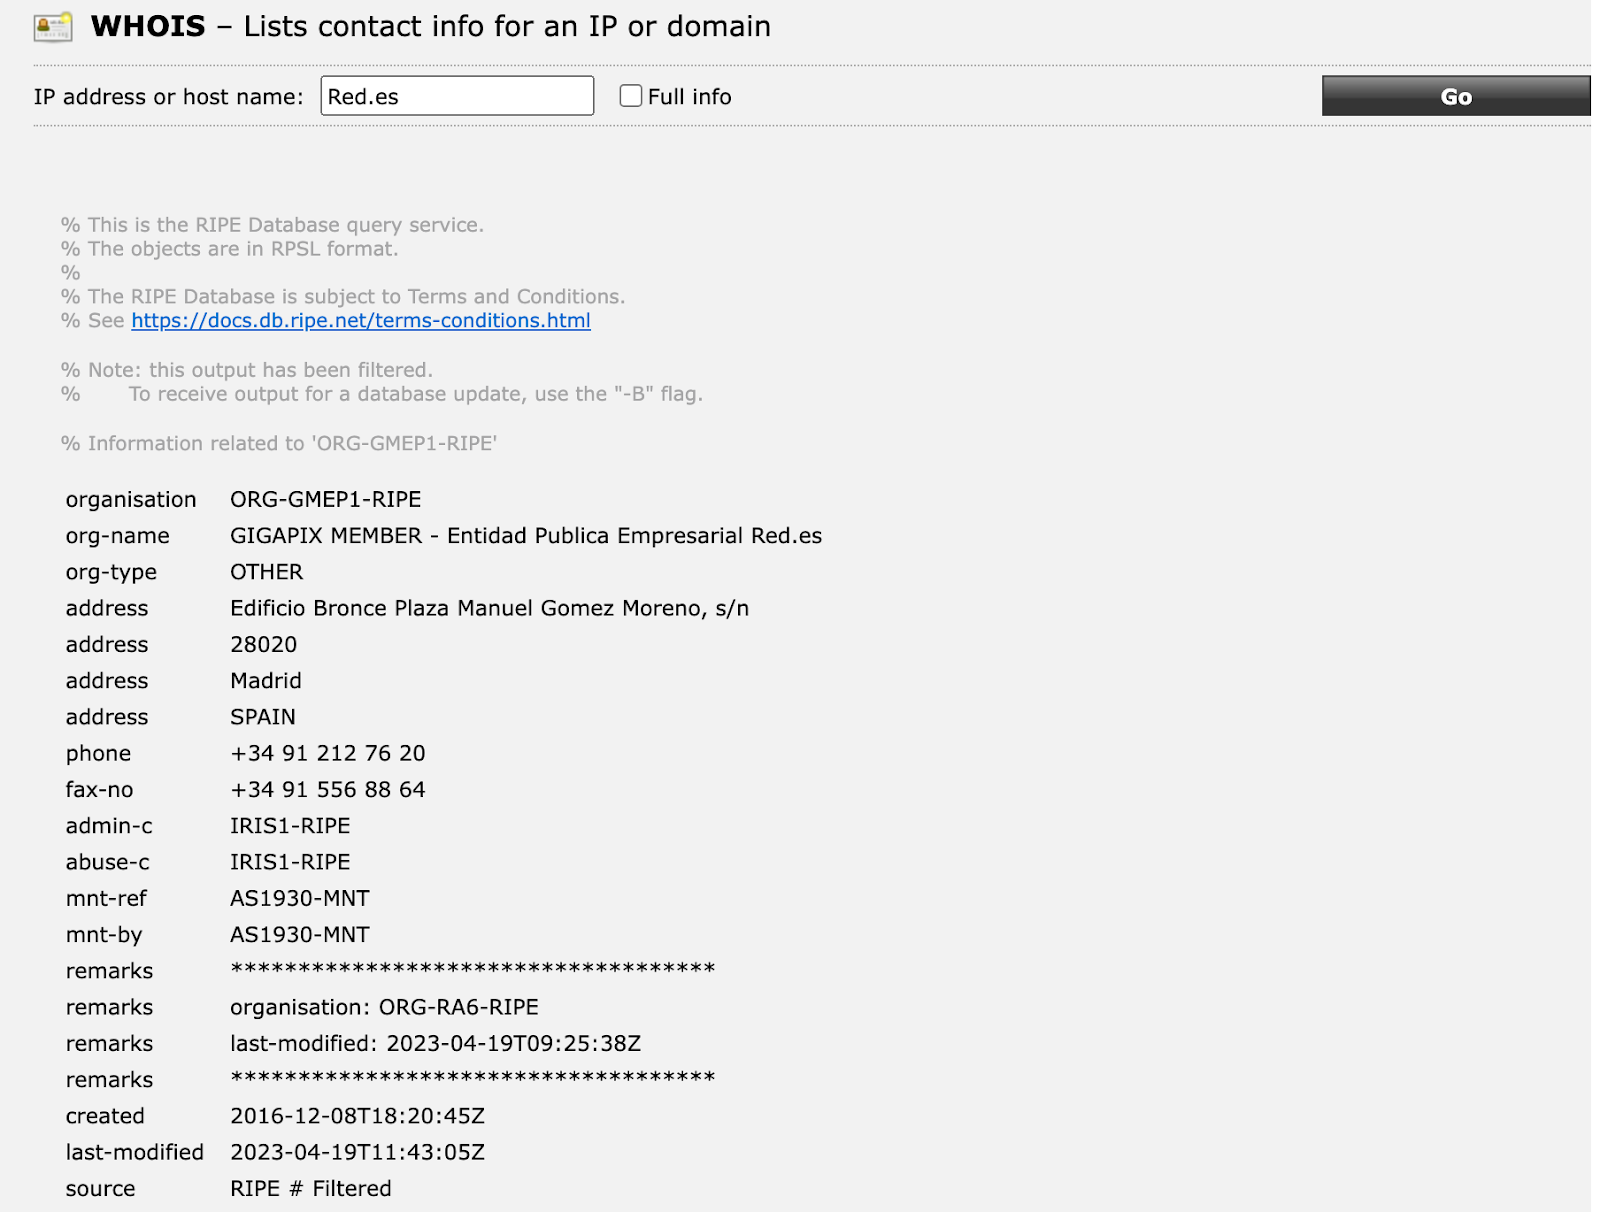 WHOIS – Lists contact info for an IP or domain
IP address or host name: Red.es Full info Go
% This is the RIPE Database query service.
% The objects are in RPSL format.
%
% The RIPE Database is subject to Terms and Conditions.
% See https://docs.db.ripe.net/terms-conditions.html
% Note: this output has been filtered.
% To receive output for a database update, use the "-B" flag.
% Information related to 'ORG-GMEP1-RIPE'
organisation ORG-GMEP1-RIPE
org-name GIGAPIX MEMBER - Entidad Publica Empresarial Red.es
org-type OTHER
address Edificio Bronce Plaza Manuel Gomez Moreno, s/n
address 28020
address Madrid
address SPAIN
phone +34 91 212 76 20
fax-no +34 91 556 88 64
admin-c IRIS1-RIPE
abuse-c IRIS1-RIPE
mnt-ref AS1930-MNT
mnt-by AS1930-MNT
remarks ************************************
remarks organisation: ORG-RA6-RIPE
remarks last-modified: 2023-04-19T09:25:38Z
remarks ************************************
created 2016-12-08T18:20:45Z
last-modified 2023-04-19T11:43:05Z
source RIPE # Filtered